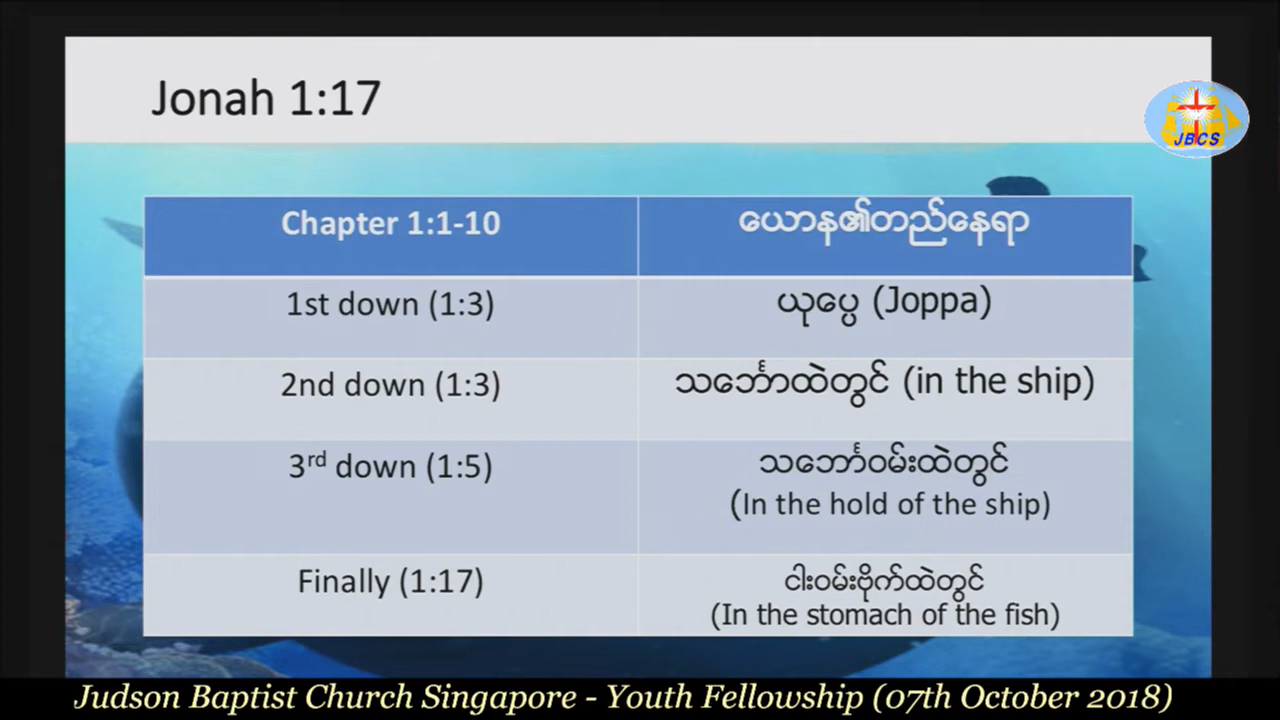 Jonah 1:17
JBCS
Chapter 1:1-10
ယောန၏တည်နေရာ
1st down (1:3)
ယုပ္ပေ (Joppa)
2nd down (1:3)
သင်္ဘောထဲတွင် (in the ship)
3rd down (1:5)
သင်္ဘောဝမ်းထဲတွင်
(In the hold of the ship)
Finally (1:17)
ငါးဝမ်းဗိုက်ထဲတွင်
(In the stomach of the fish)
Judson Baptist Church Singapore - Youth Fellowship (07th October 2018)